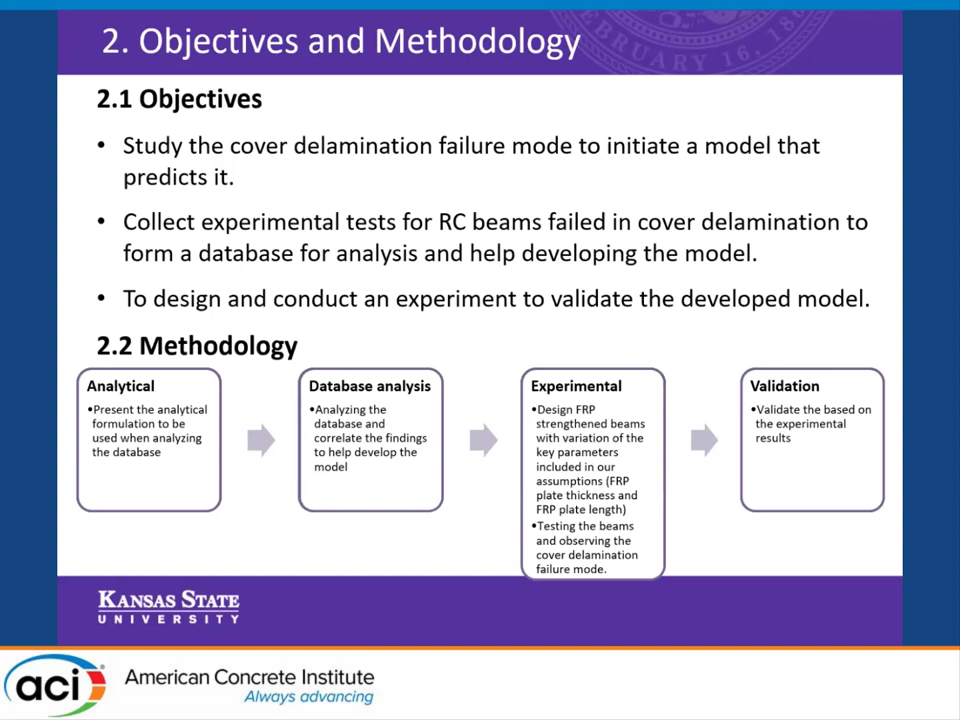 2. Objectives and Methodology
2.1 Objectives
• Study the cover delamination failure mode to initiate a model that
predicts it.
• Collect experimental tests for RC beams failed in cover delamination to
form a database for analysis and help developing the model.
• To design and conduct an experiment to validate the developed model.
2.2 Methodology
Analytical
•Present the analytical
formulation to be
used when analyzing
the database
Database analysis
•Analyzing the
database and
correlate the findings
to help develop the
model
Experimental
•Design FRP
strengthened beams
with variation of the
key parameters
included in our
assumptions (FRP
plate thickness and
FRP plate length)
•Testing the beams
and observing the
cover delamination
failure mode.
Validation
•Validate the based on
the experimental
results
KANSAS STATE
UNIVERSITY
aci
American Concrete Institute
Always advancing